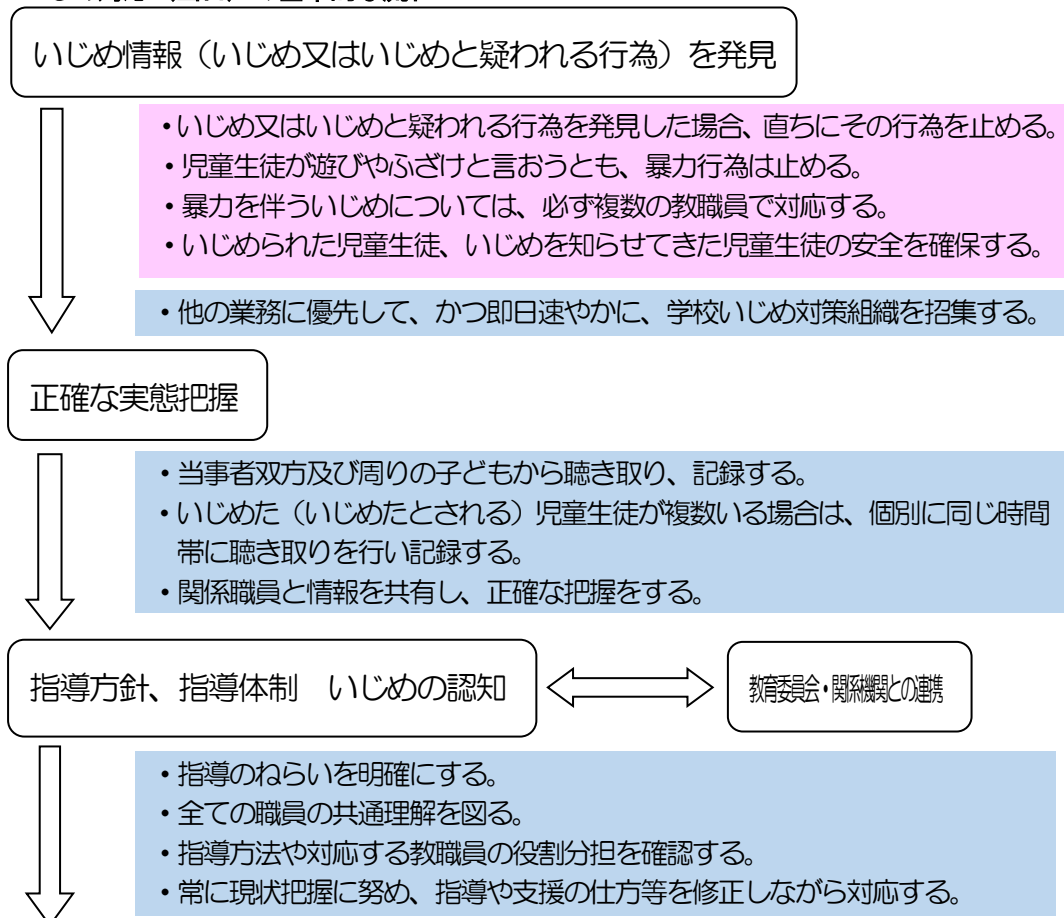 いじめ情報（いじめ又はいじめと疑われる行為）を発見
・いじめ又はいじめと疑われる行為を発見した場合、直ちにその行為を止める。
・児童生徒が遊びやふざけと言おうとも、暴力行為は止める。
・暴力を伴ういじめについては、必ず複数の教職員で対応する。
・いじめられた児童生徒、いじめを知らせてきた児童生徒の安全を確保する。
・他の業務に優先して、かつ即日速やかに、学校いじめ対策組織を招集する。
正確な実態把握
・当事者双方及び周りの子どもから聴き取り、記録する。
・いじめた（いじめたとされる）児童生徒が複数いる場合は、個別に同じ時間
帯に聴き取りを行い記録する。
・関係職員と情報を共有し、正確な把握をする。
指導方針、指導体制　いじめの認知
教育委員会・関係機関との連携
・指導のねらいを明確にする。
・全ての職員の共通理解を図る。
・指導方法や対応する教職員の役割分担を確認する。
・常に現状把握に努め、指導や支援の仕方等を修正しながら対応する。